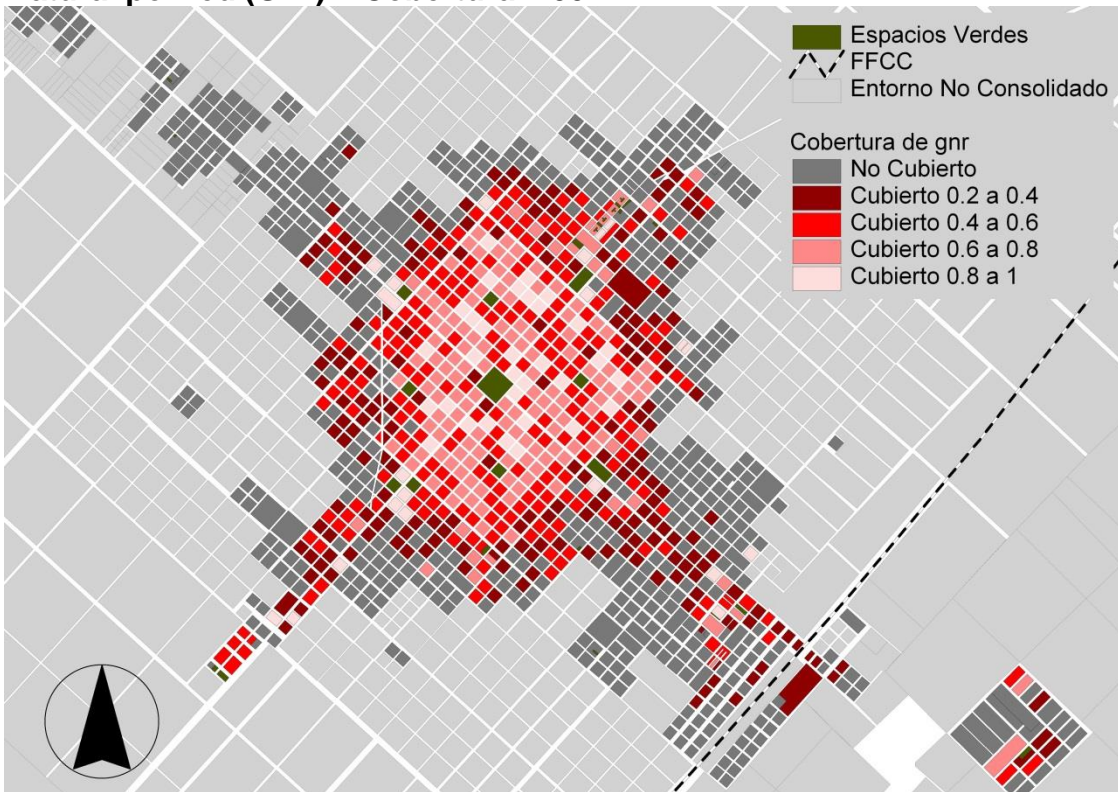 Espacios Verdes
FFCC
Entorno No Consolidado
Cobertura de gnr
No Cubierto
Cubierto 0.2 a 0.4
Cubierto 0.4 a 0.6
Cubierto 0.6 a 0.8
Cubierto 0.8 a 1